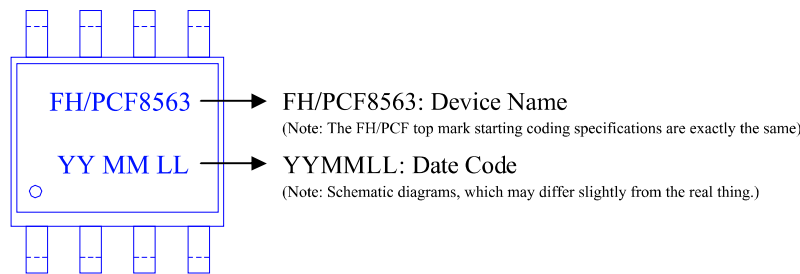 FH/PCF8563
FH/PCF8563: Device Name
(Note: The FH/PCF top mark starting coding specifications are exactly the same)
YY MM LL
YYMMLL: Date Code
(Note: Schematic diagrams, which may differ slightly from the real thing.)